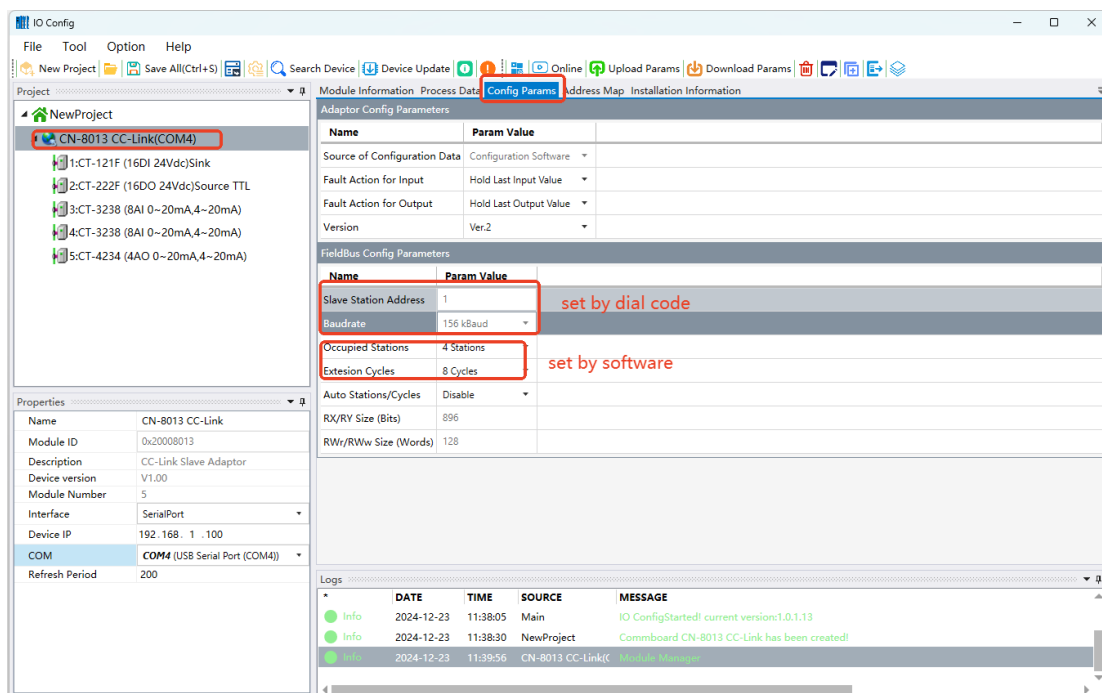 IO Config
File Tool Option Help
New Project Save All(Ctrl+S) Search Device Device Update Online Upload Params Download Params
Project
NewProject
CN-8013 CC-Link(COM4)
1:CT-121F (16DI 24Vdc)Sink
2:CT-222F (16DO 24Vdc)Source TTL
3:CT-3238 (8AI 0~20mA,4~20mA)
4:CT-3238 (8AI 0~20mA,4~20mA)
5:CT-4234 (4AO 0~20mA,4~20mA)
Properties
Name CN-8013 CC-Link
Module ID 0x20008013
Description CC-Link Slave Adaptor
Device version V1.00
Module Number 5
Interface SerialPort
Device IP 192.168. 1 .100
COM COM4 (USB Serial Port (COM4))
Refresh Period 200
Module Information Process Data Config Params Address Map Installation Information
Adaptor Config Parameters
Name Param Value
Source of Configuration Data Configuration Software
Fault Action for Input Hold Last Input Value
Fault Action for Output Hold Last Output Value
Version Ver.2
FieldBus Config Parameters
Name Param Value
Slave Station Address 1
Baudrate 156 kBaud
set by dial code
Occupied Stations 4 Stations
Extesion Cycles 8 Cycles
set by software
Auto Stations/Cycles Disable
RX/RY Size (Bits) 896
RWr/RWw Size (Words) 128
Logs
* DATE TIME SOURCE MESSAGE
Info 2024-12-23 11:38:05 Main IO ConfigStarted! current version:1.0.1.13
Info 2024-12-23 11:38:30 NewProject Commboard CN-8013 CC-Link has been created!
Info 2024-12-23 11:39:56 CN-8013 CC-Link(C Module Manager